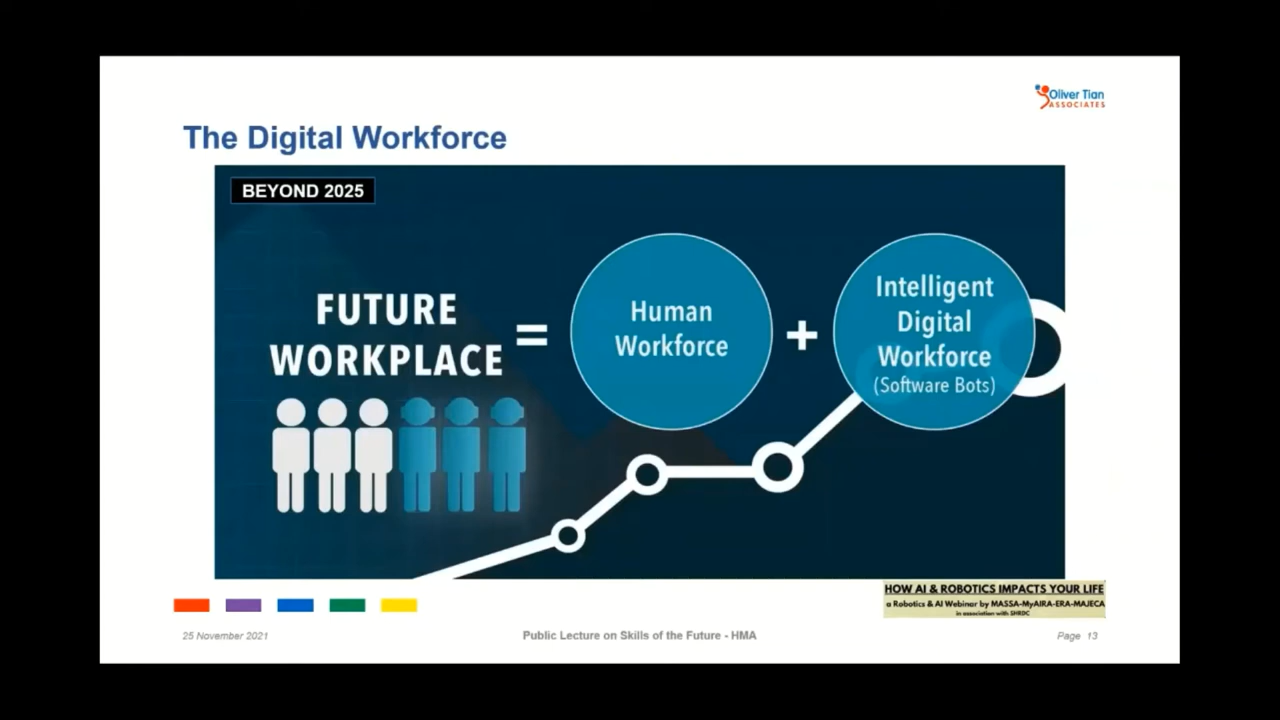 Oliver Tian
ASSOCIATES
The Digital Workforce
BEYOND 2025
FUTURE
WORKPLACE
=
Human
Workforce
+
Intelligent
Digital
Workforce
(Software Bots)
HOW AI & ROBOTICS IMPACTS YOUR LIFE
a Robotics & AI Webinar by MASSA-MyAIRA-ERA-MAJECA
in association with SHRDC
25 November 2021
Public Lecture on Skills of the Future - HMA
Page 13